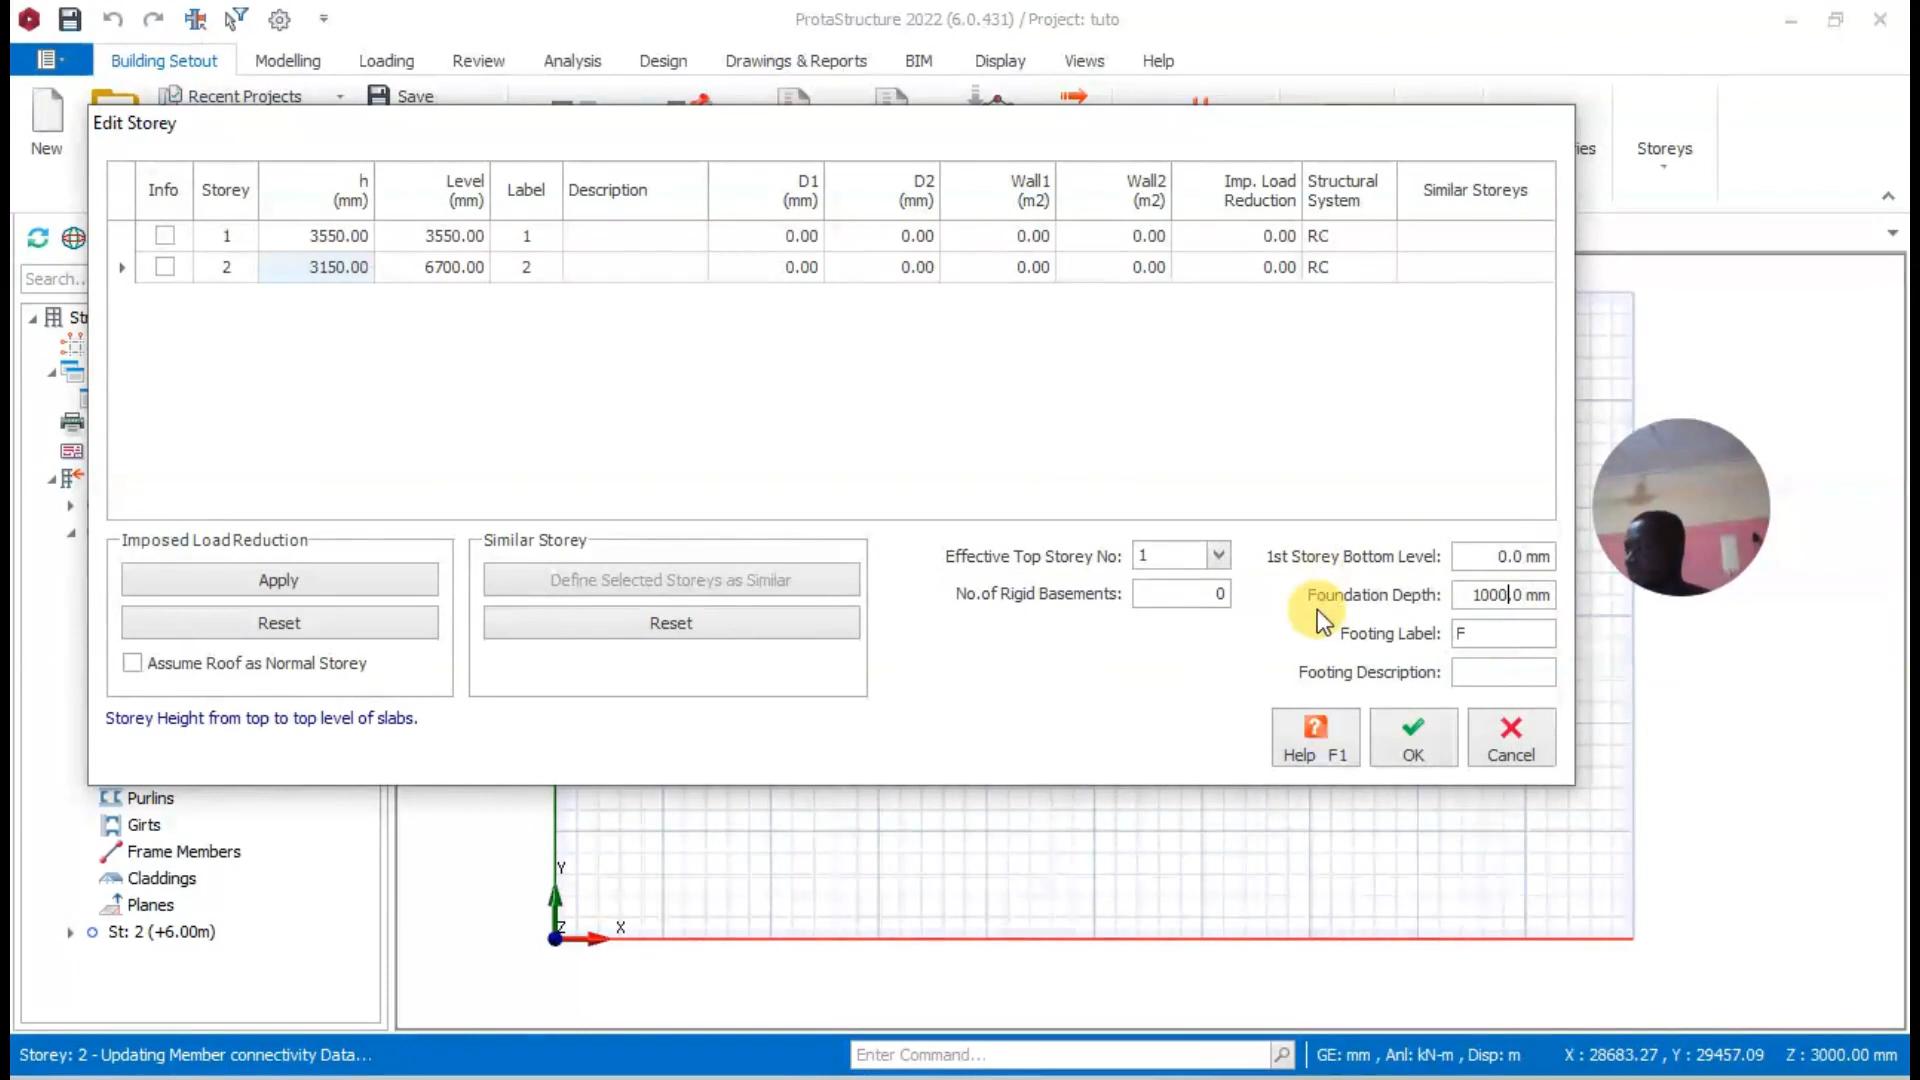 ProtaStructure 2022 (6.0.431) / Project: tuto
Building Setout Modelling Loading Review Analysis Design Drawings & Reports BIM Display Views Help
Recent Projects Save
New
Storeys
Edit Storey
Info Storey h (mm) Level (mm) Label Description D1 (mm) D2 (mm) Wall1 (m2) Wall2 (m2) Imp. Load Reduction Structural System Similar Storeys
1 3550.00 3550.00 1 0.00 0.00 0.00 0.00 0.00 RC
2 3150.00 6700.00 2 0.00 0.00 0.00 0.00 0.00 RC
Search..
Imposed Load Reduction
Apply
Reset
Assume Roof as Normal Storey
Similar Storey
Define Selected Storeys as Similar
Reset
Effective Top Storey No: 1
No.of Rigid Basements: 0
1st Storey Bottom Level: 0.0 mm
Foundation Depth: 1000.0 mm
Footing Label: F
Footing Description:
Storey Height from top to top level of slabs.
Help F1 OK Cancel
Purlins
Girts
Frame Members
Claddings
Planes
St: 2 (+6.00m)
Y
Z X
Storey: 2 - Updating Member connectivity Data...
Enter Command...
GE: mm , Anl: kN-m , Disp: m X : 28683.27 , Y : 29457.09 Z : 3000.00 mm